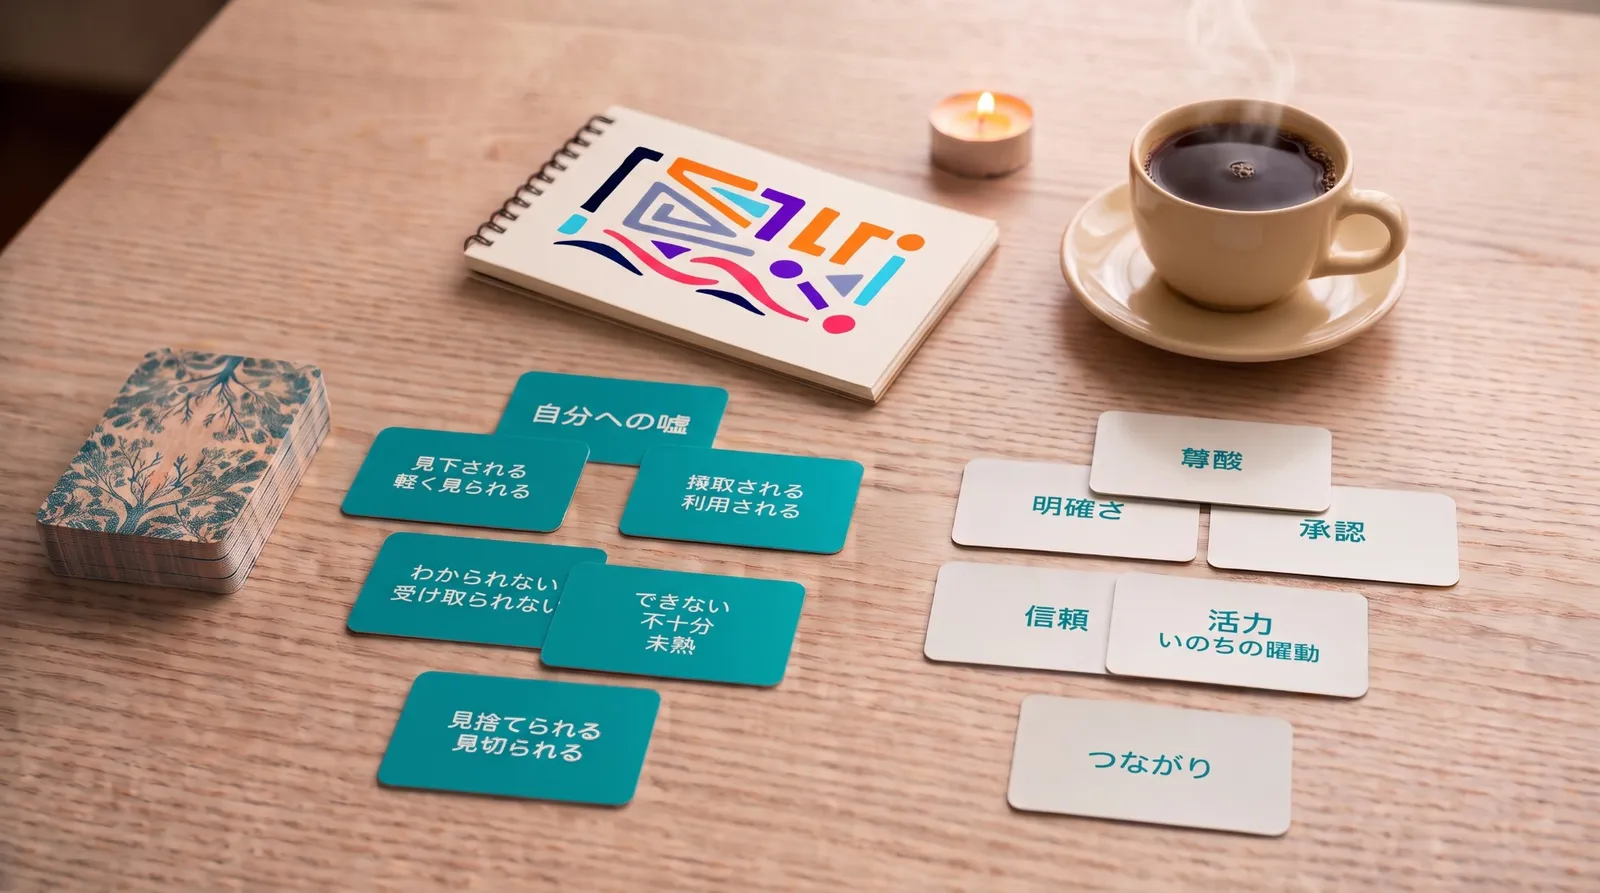 自分への嘘
見下される
軽く見られる
搾取される
利用される
わかられない
受け取られない
できない
不十分
未熟
見捨てられる
見切られる
明確さ
承認
信頼
活力
いのちの躍動
つながり